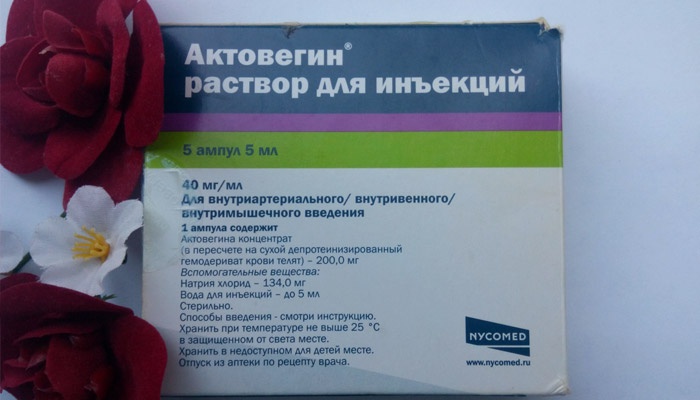 Актовегин®
раствор для инъекций
5 ампул 5 мл
40 мг/мл
Для внутриартериального/ внутривенного/
внутримышечного введения
1 ампула содержит
Актовегина концентрат
(в пересчете на сухой депротеинизированный
гемодериват крови телят) – 200,0 мг
Вспомогательные вещества:
Натрия хлорид – 134,0 мг
Вода для инъекций – до 5 мл
Стерильно.
Способы введения - смотри инструкцию.
Хранить при температуре не выше 25 °C
в защищенном от света месте.
Хранить в недоступном для детей месте.
Отпуск из аптеки по рецепту врача.
NYCOMED
www.nycomed.ru